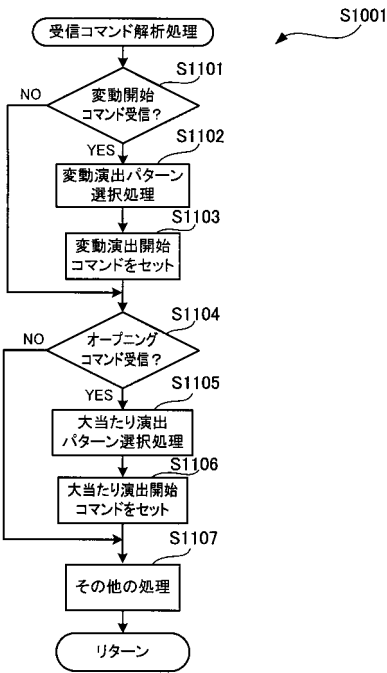 S1001
受信コマンド解析処理
S1101
変動開始
コマンド受信？
NO
YES
S1102
変動演出パターン
選択処理
S1103
変動演出開始
コマンドをセット
S1104
オープニング
コマンド受信？
NO
YES
S1105
大当たり演出
パターン選択処理
S1106
大当たり演出開始
コマンドをセット
S1107
その他の処理
リターン